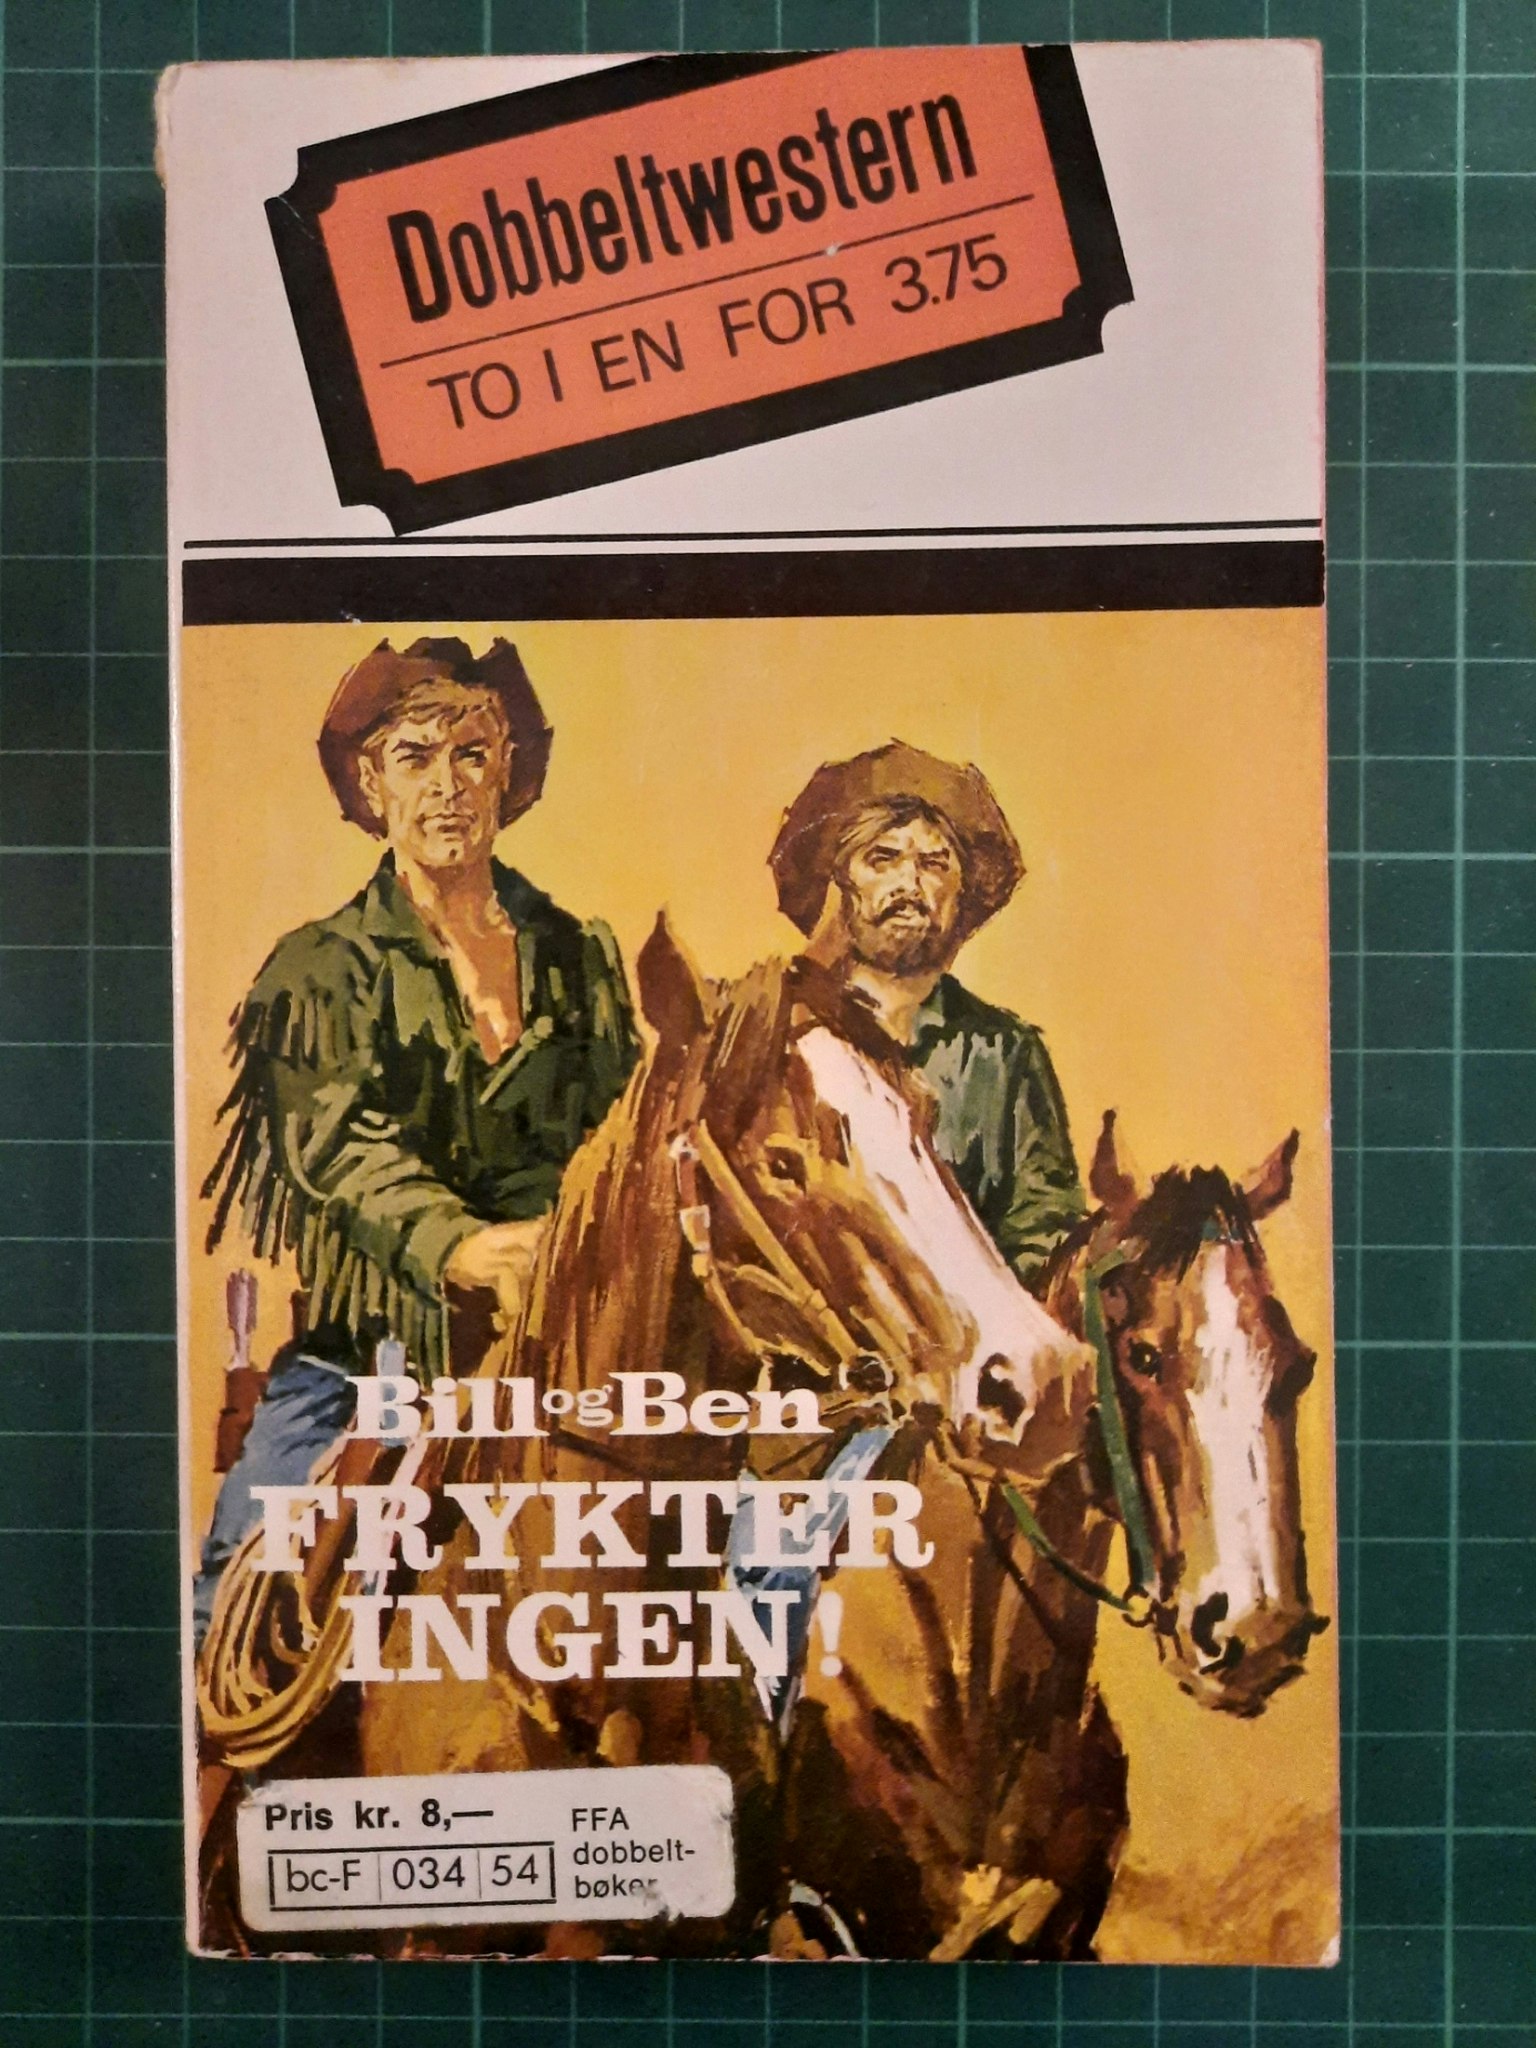 Dobbeltwestern
TO I EN FOR 3.75
Bill og Ben
FRYKTER
INGEN!
Pris kr. 8,—
bc-F 034 54
FFA
dobbelt-
bøker